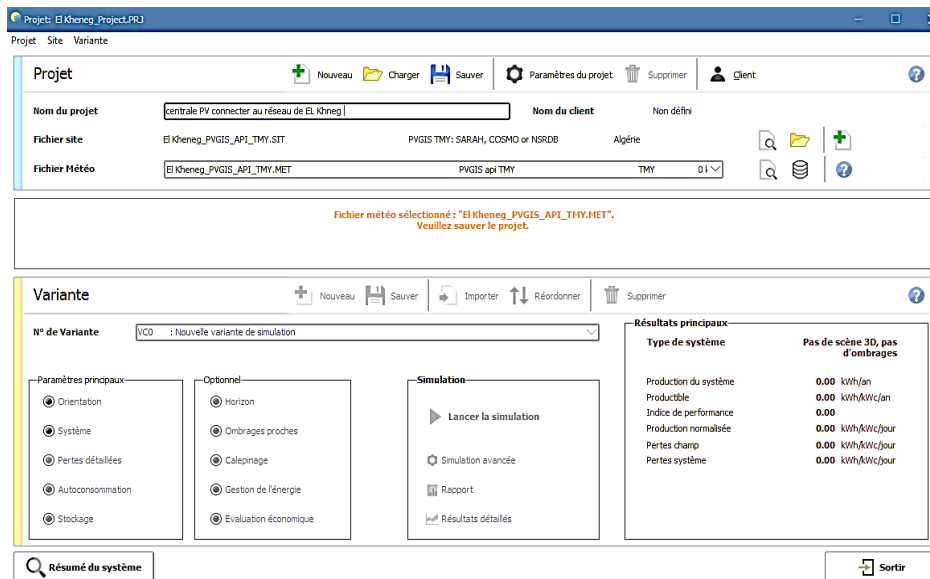 Projet: El Kheneg_Project.PRJ
Projet Site Variante
Projet Nouveau Charger Sauver Paramètres du projet Supprimer Client
Nom du projet centrale PV connecter au réseau de EL Khneg Nom du client Non défini
Fichier site El Kheneg_PVGIS_API_TMY.SIT PVGIS TMY: SARAH, COSMO or NSRDB Algérie
Fichier Météo El Kheneg_PVGIS_API_TMY.MET PVGIS api TMY TMY 0
Fichier météo sélectionné : "El Kheneg_PVGIS_API_TMY.MET".
Veuillez sauver le projet.
Variante Nouveau Sauver Importer Réordonner Supprimer
N° de Variante VC0 : Nouvelle variante de simulation
Résultats principaux
Type de système Pas de scène 3D, pas
d'ombrages
Paramètres principaux Optionnel Simulation
Orientation Horizon Lancer la simulation
Système Ombrages proches
Pertes détaillées Calepinage Simulation avancée
Autoconsommation Gestion de l'énergie Rapport
Stockage Evaluation économique Résultats détaillés
Production du système 0.00 kWh/an
Productible 0.00 kWh/kWc/an
Indice de performance 0.00
Production normalisée 0.00 kWh/kWc/jour
Pertes champ 0.00 kWh/kWc/jour
Pertes système 0.00 kWh/kWc/jour
Résumé du système Sortir